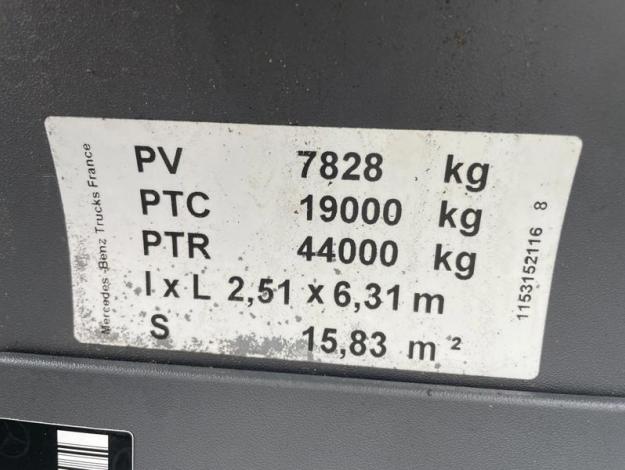 Mercedes-Benz Trucks France
PV 7828 kg
PTC 19000 kg
PTR 44000 kg
l x L 2,51 x 6,31 m
S 15,83 m²
1153152116 8